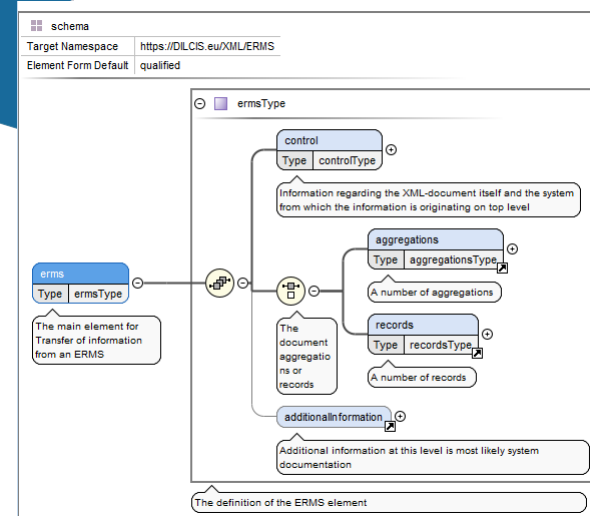 schema
Target Namespace https://DILCIS.eu/XML/ERMS
Element Form Default qualified
ermsType
control
Type controlType
Information regarding the XML-document itself and the system
from which the information is originating on top level
aggregations
Type aggregationsType
A number of aggregations
erms
Type ermsType
The main element for
Transfer of information
from an ERMS
The
document
aggregatio
ns or
records
records
Type recordsType
A number of records
additionalInformation
Additional information at this level is most likely system
documentation
The definition of the ERMS element